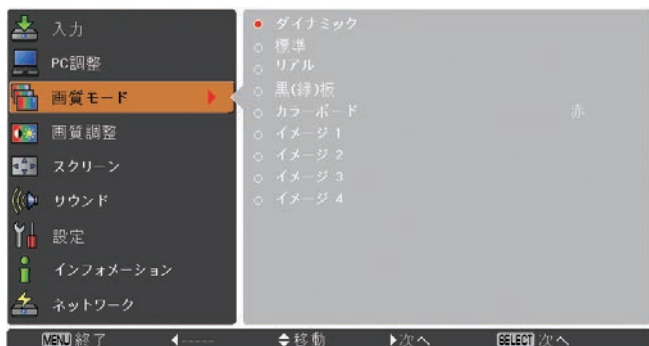 入力
PC調整
画質モード
画質調整
スクリーン
サウンド
設定
インフォメーション
ネットワーク
ダイナミック
標準
リアル
黒(緑)板
カラーボード 赤
イメージ 1
イメージ 2
イメージ 3
イメージ 4
MENU 終了 ◀----- 移動 ▶次へ SELECT 次へ